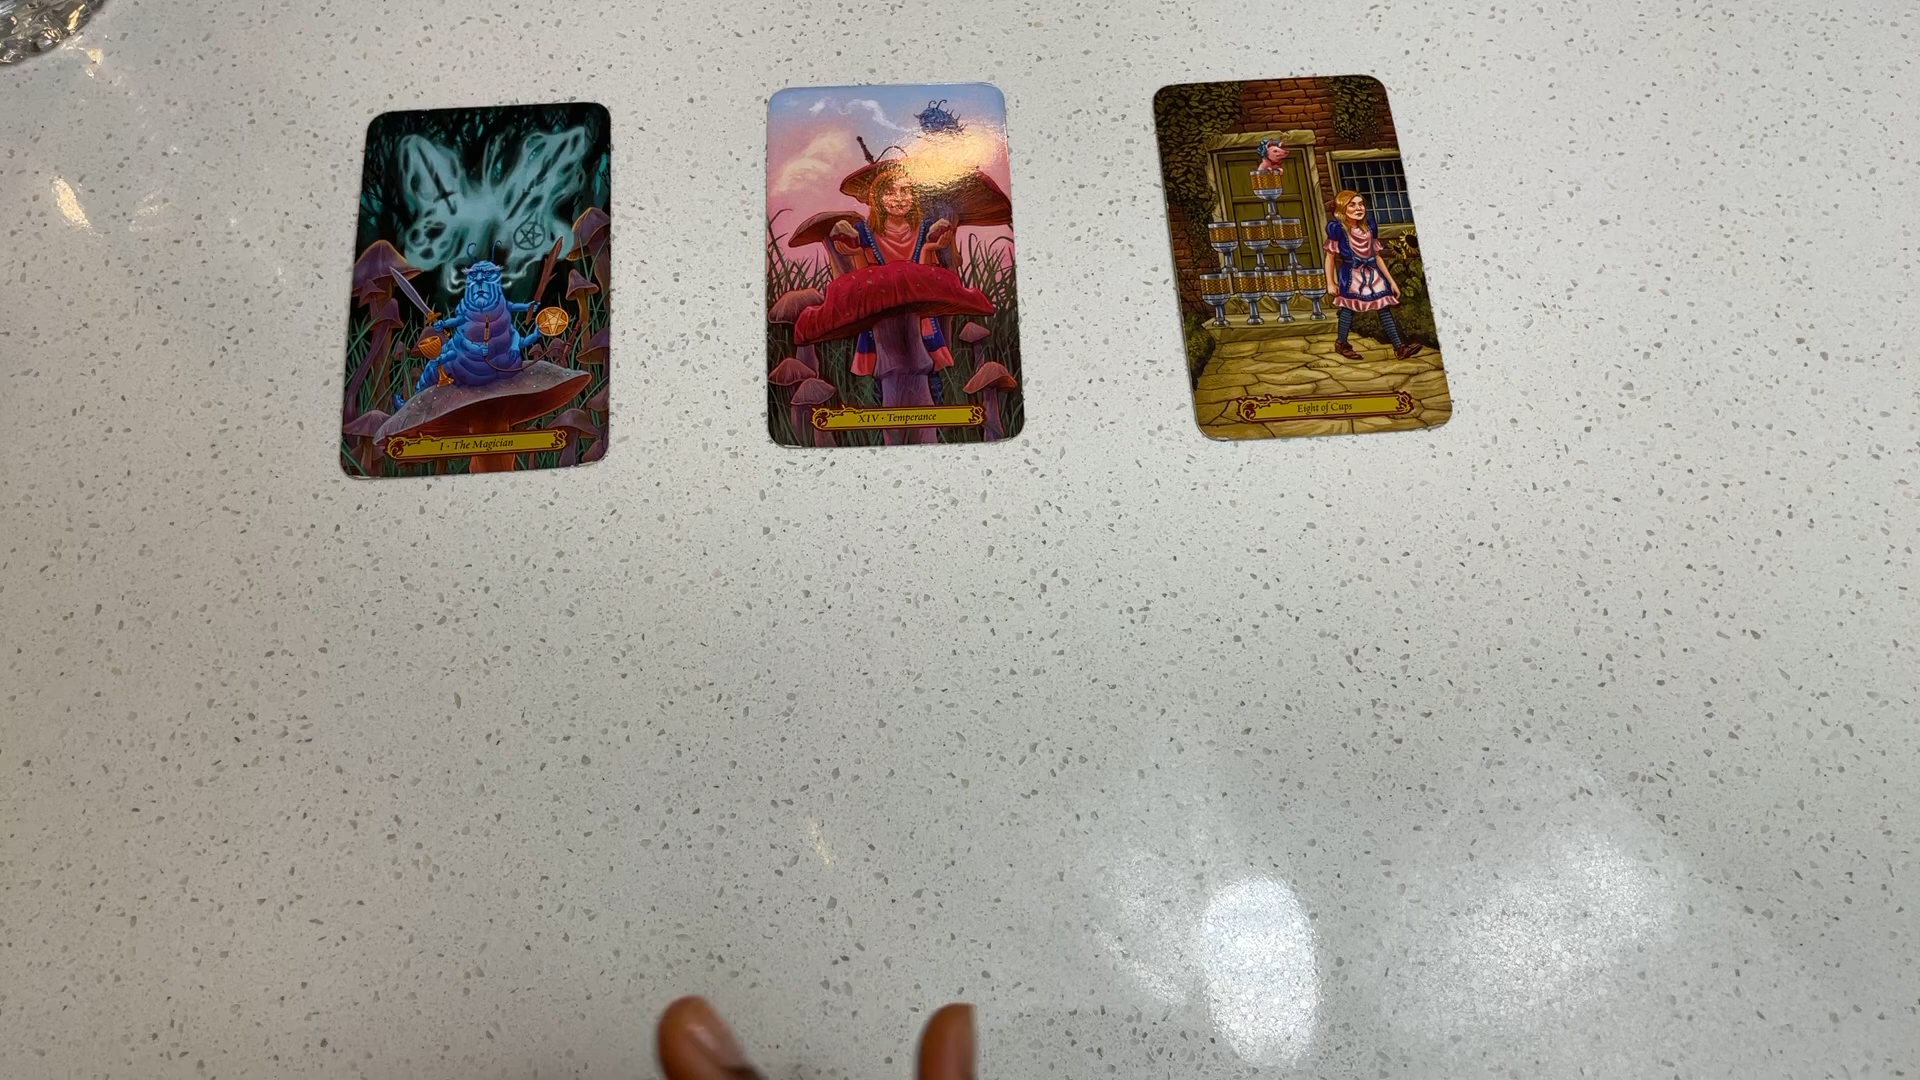 I · The Magician
XIV · Temperance
Eight of Cups